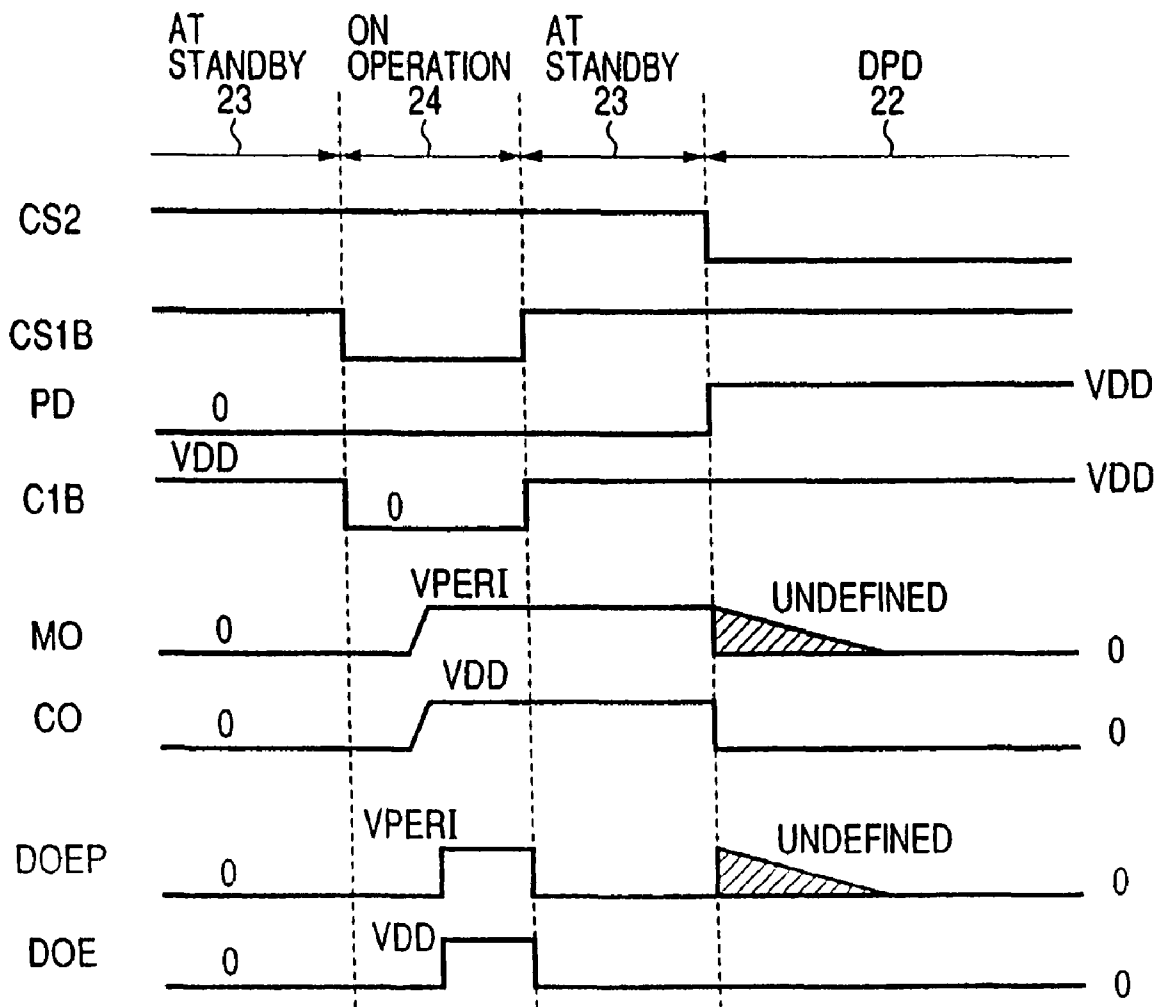 AT
STANDBY
23
ON
OPERATION
24
AT
STANDBY
23
DPD
22
CS2
CS1B
PD
0
VDD
C1B
VDD
0
VDD
MO
0
VPERI
UNDEFINED
0
CO
0
VDD
0
DOEP
0
VPERI
UNDEFINED
0
DOE
0
VDD
0